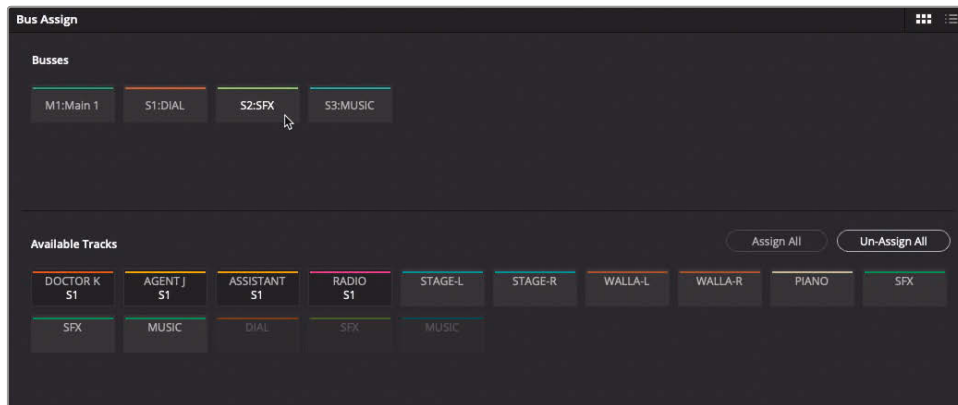 Bus Assign
Busses
M1:Main 1 S1:DIAL S2:SFX S3:MUSIC
Available Tracks Assign All Un-Assign All
DOCTOR K AGENT J ASSISTANT RADIO STAGE-L STAGE-R WALLA-L WALLA-R PIANO SFX
S1 S1 S1 S1
SFX MUSIC DIAL SFX MUSIC